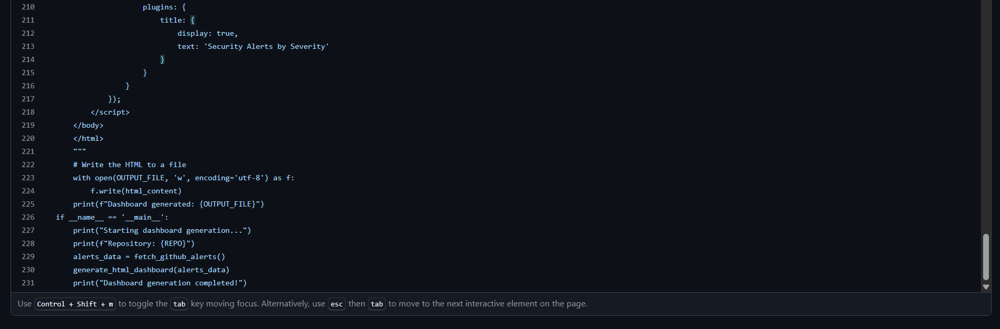 210                         plugins: {
211                             title: {
212                                 display: true,
213                                 text: 'Security Alerts by Severity'
214                             }
215                         }
216                     }
217                 });
218             </script>
219         </body>
220         </html>
221         """
222         # Write the HTML to a file
223         with open(OUTPUT_FILE, 'w', encoding='utf-8') as f:
224             f.write(html_content)
225         print(f"Dashboard generated: {OUTPUT_FILE}")
226     if __name__ == '__main__':
227         print("Starting dashboard generation...")
228         print(f"Repository: {REPO}")
229         alerts_data = fetch_github_alerts()
230         generate_html_dashboard(alerts_data)
231         print("Dashboard generation completed!")
Use Control + Shift + m to toggle the tab key moving focus. Alternatively, use esc then tab to move to the next interactive element on the page.